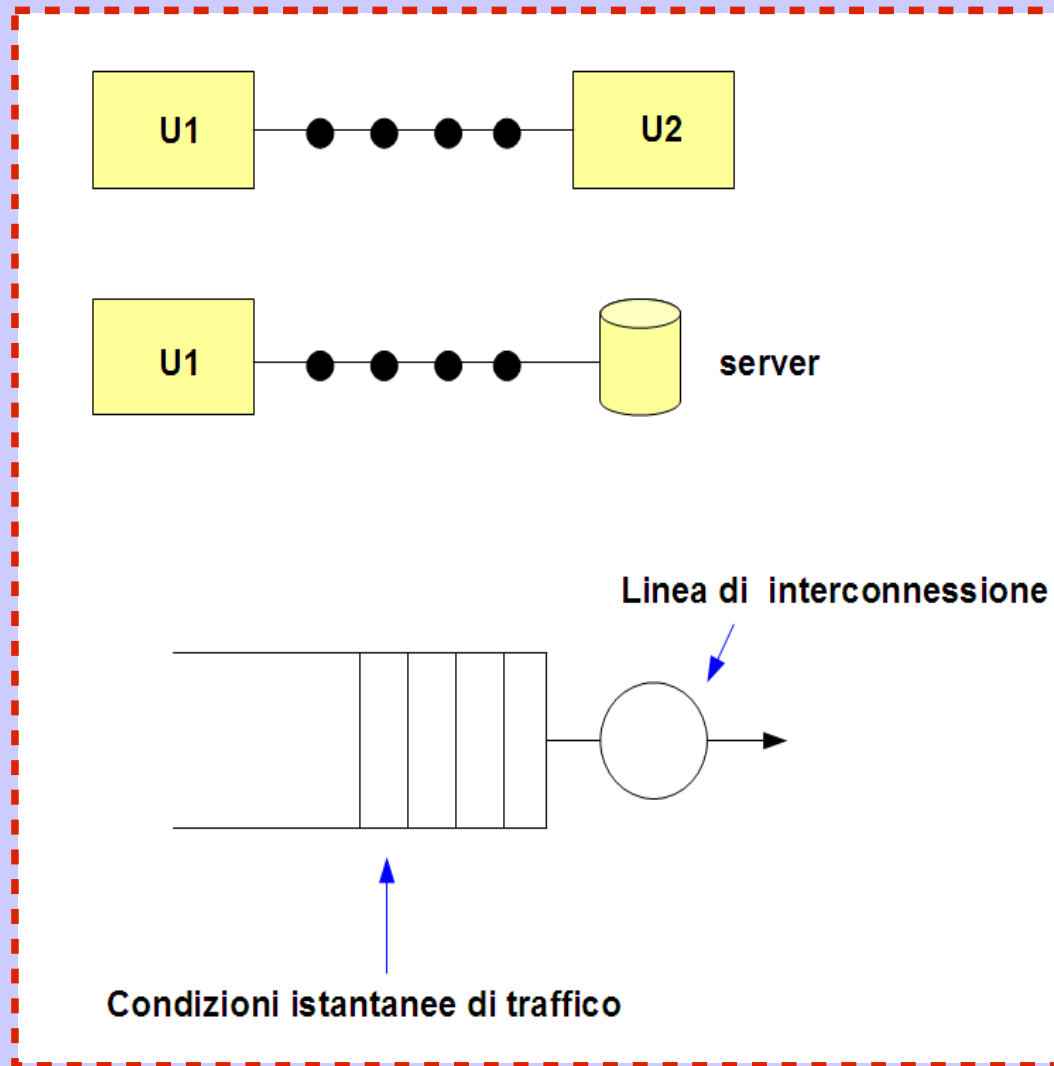 U1
U2
U1
server
Linea di interconnessione
Condizioni istantanee di traffico